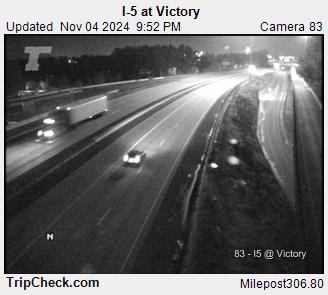 I-5 at Victory
Updated Nov 04 2024 9:52 PM Camera 83
T
N
83 - I5 @ Victory
TripCheck.com Milepost306.80